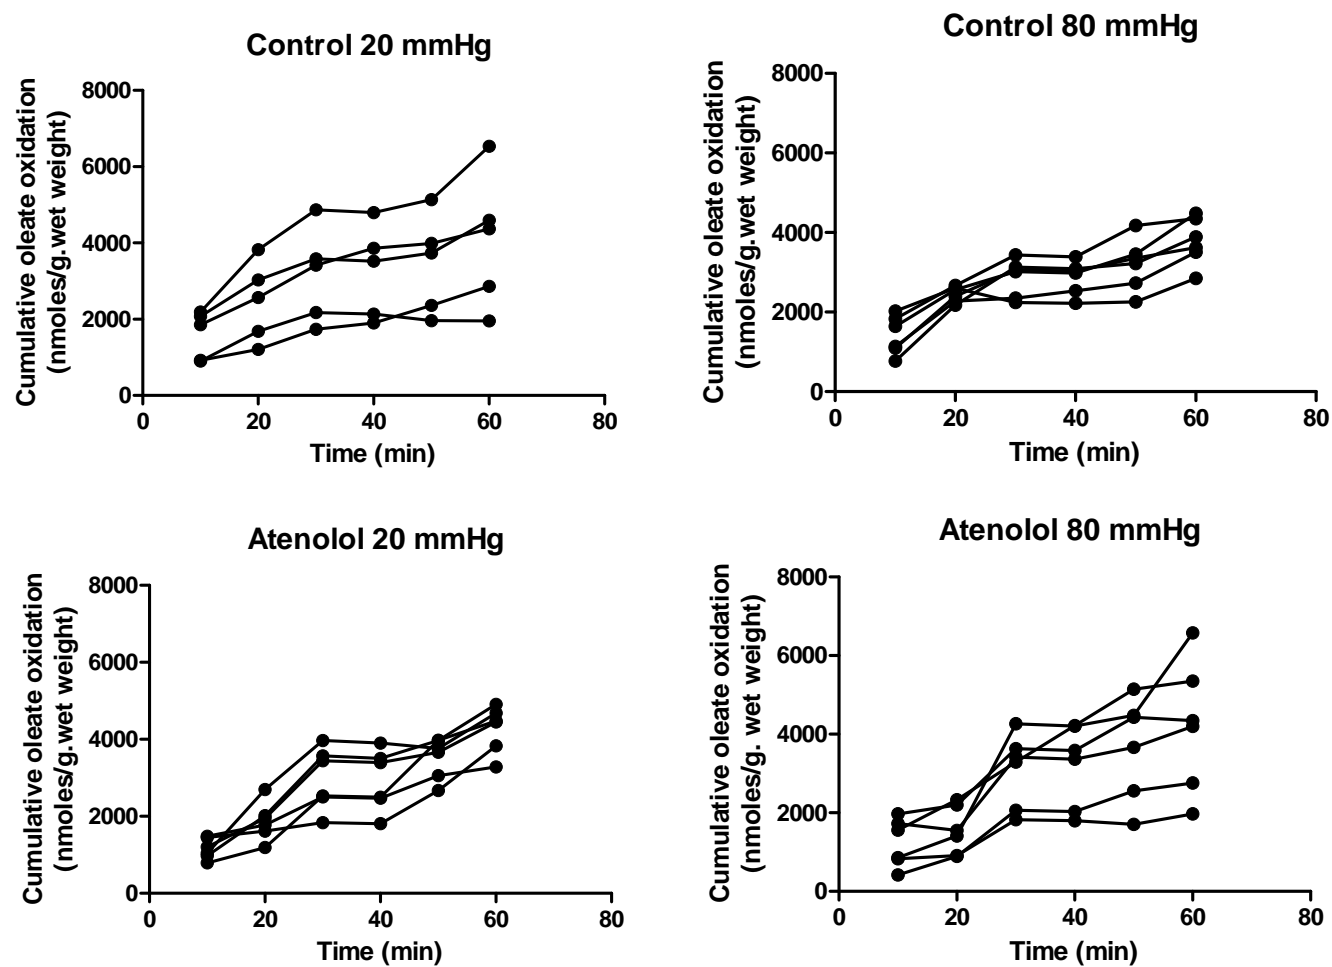 Control 20 mmHg
Cumulative oleate oxidation
(nmoles/g.wet weight)
8000
6000
4000
2000
0
0 20 40 60 80
Time (min)
Control 80 mmHg
Cumulative oleate oxidation
(nmoles/g.wet weight)
8000
6000
4000
2000
0
0 20 40 60 80
Time (min)
Atenolol 20 mmHg
Cumulative oleate oxidation
(nmoles/g.wet weight)
8000
6000
4000
2000
0
0 20 40 60 80
Time (min)
Atenolol 80 mmHg
Cumulative oleate oxidation
(nmoles/g. wet weight)
8000
6000
4000
2000
0
0 20 40 60 80
Time (min)